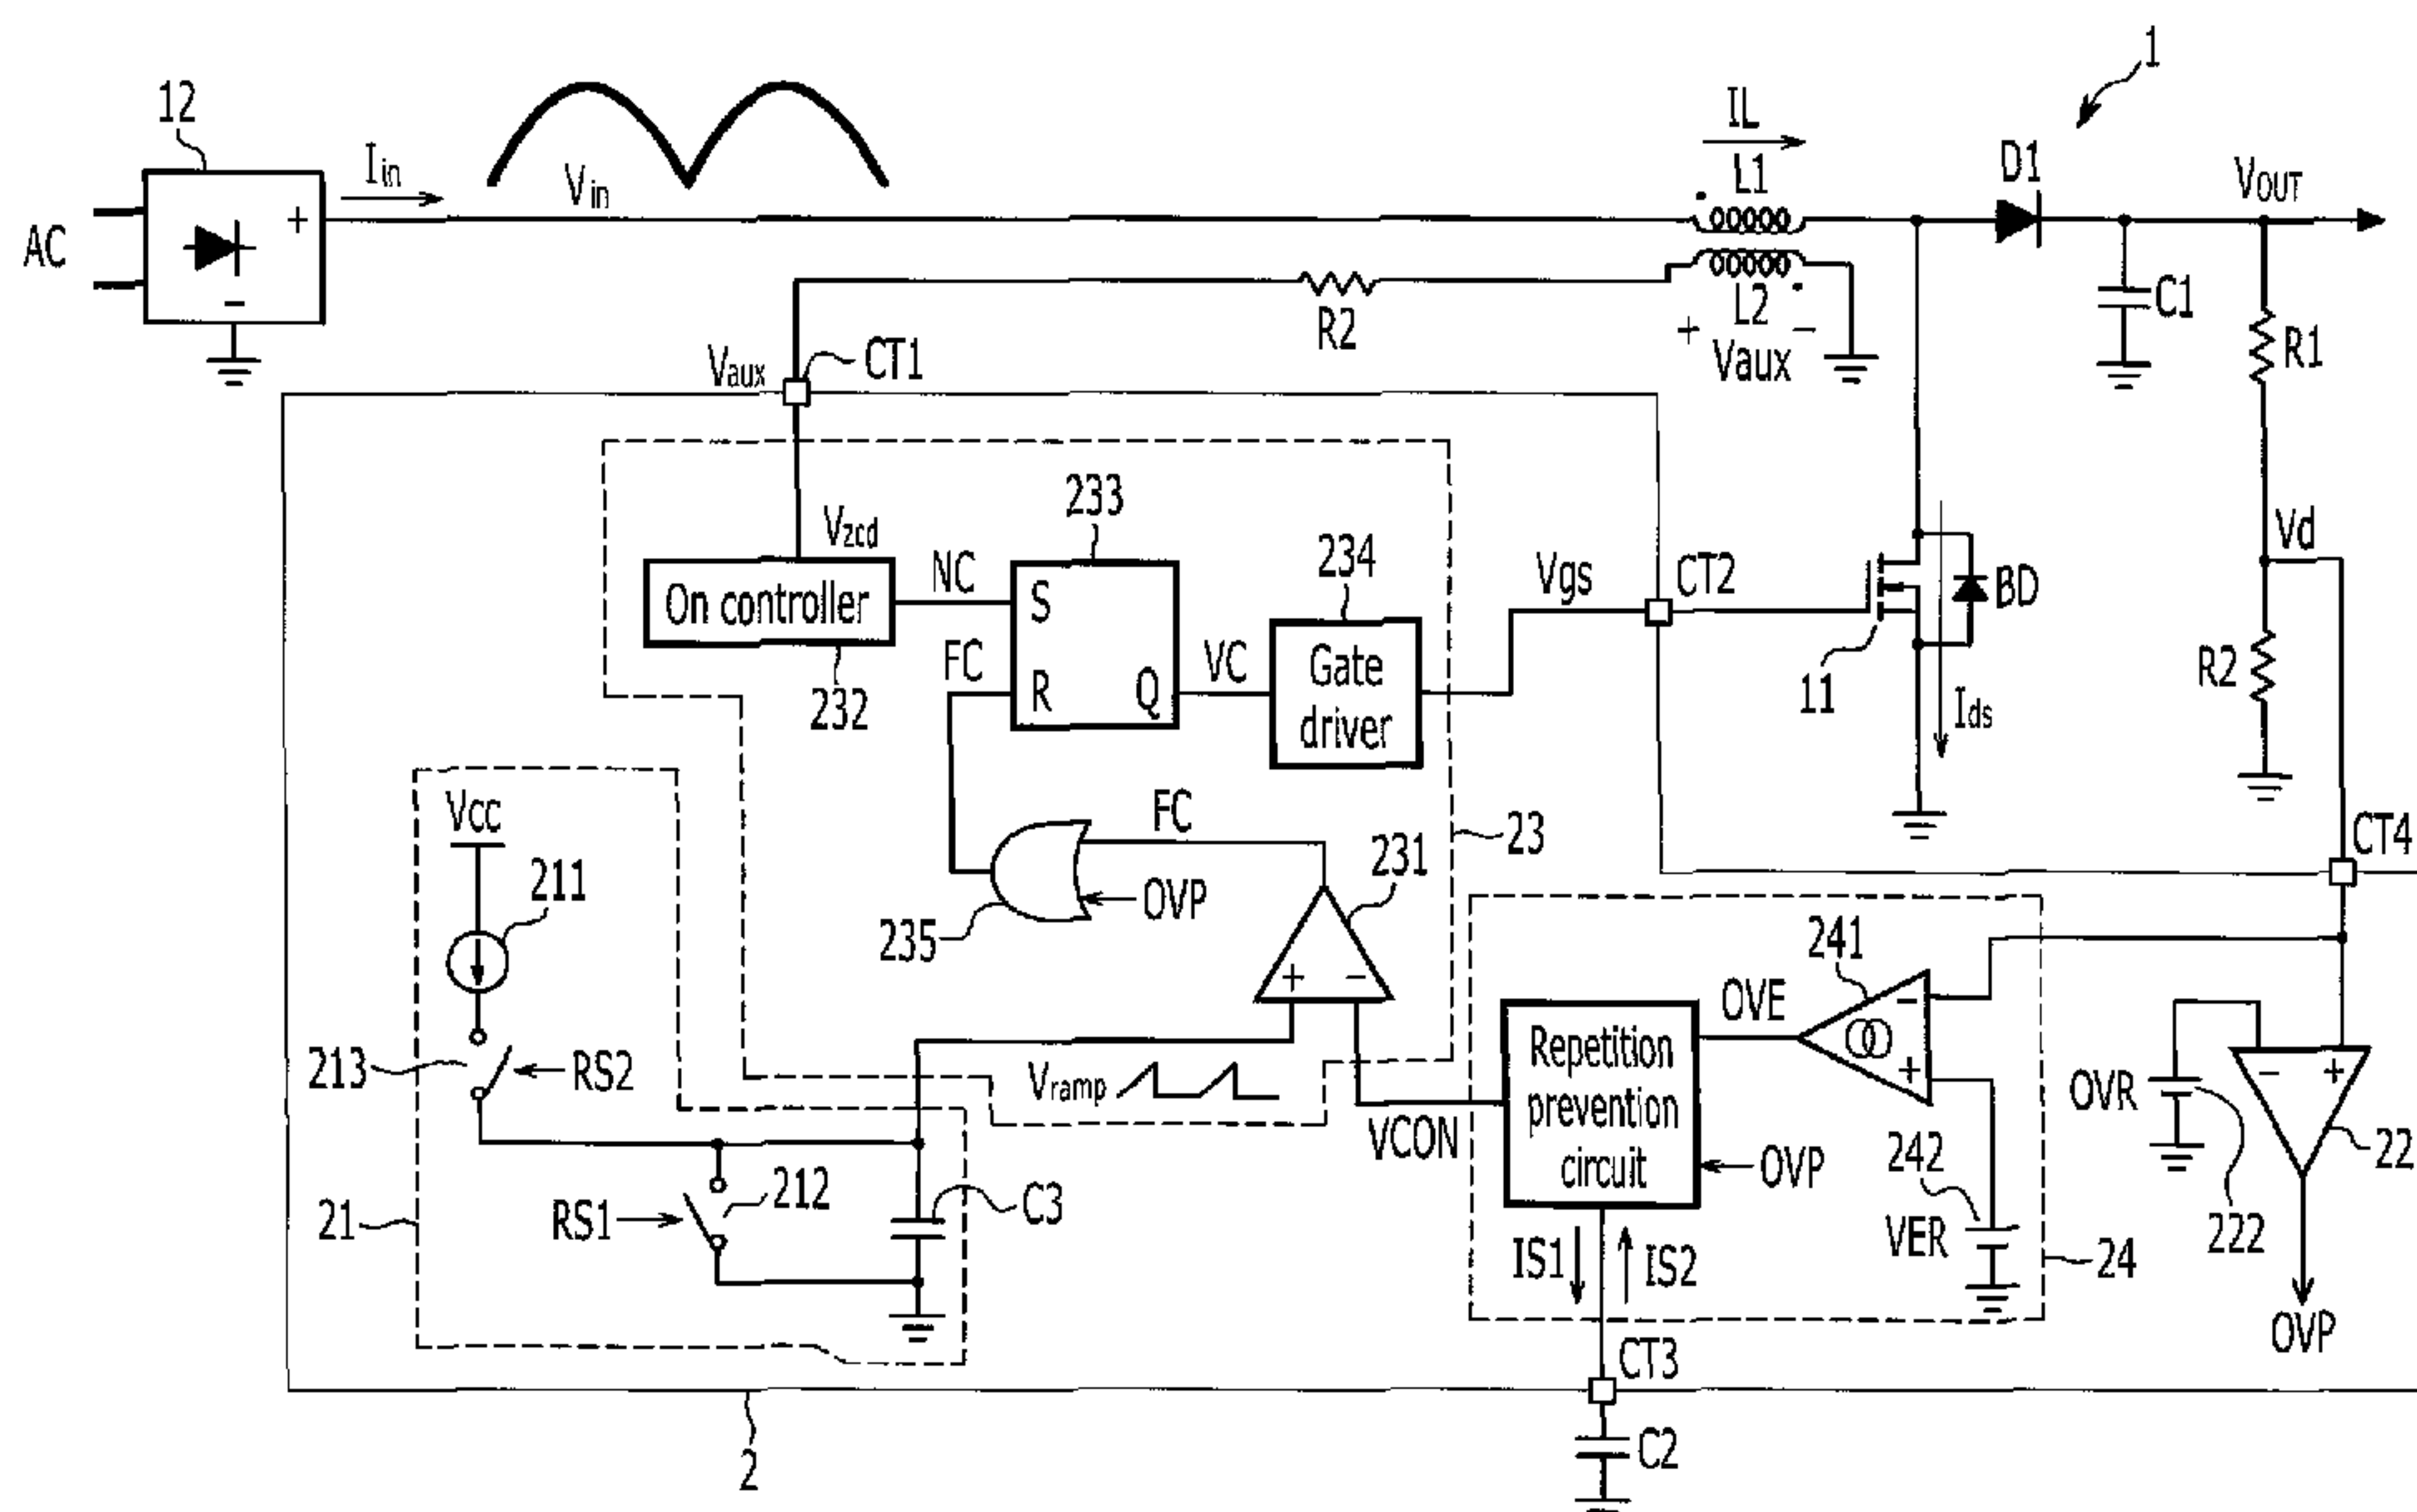 1
12
IL
Iin
Vin
L1
D1
VOUT
+
AC
-
L2
R2
+ -
Vaux
C1
R1
Vaux
CT1
233
Vd
Vzcd
234
NC
Vgs
CT2
On controller
S
BD
FC
VC
Gate
driver
R
Q
R2
11
232
Ids
Vcc
FC
23
CT4
211
231
OVP
235
241
+ -
OVE
-
213
RS2
Repetition
prevention
circuit
Vramp
+
OVR
- +
VCON
22
242
OVP
212
C3
RS1
21
VER
222
IS1
IS2
24
OVP
CT3
2
C2